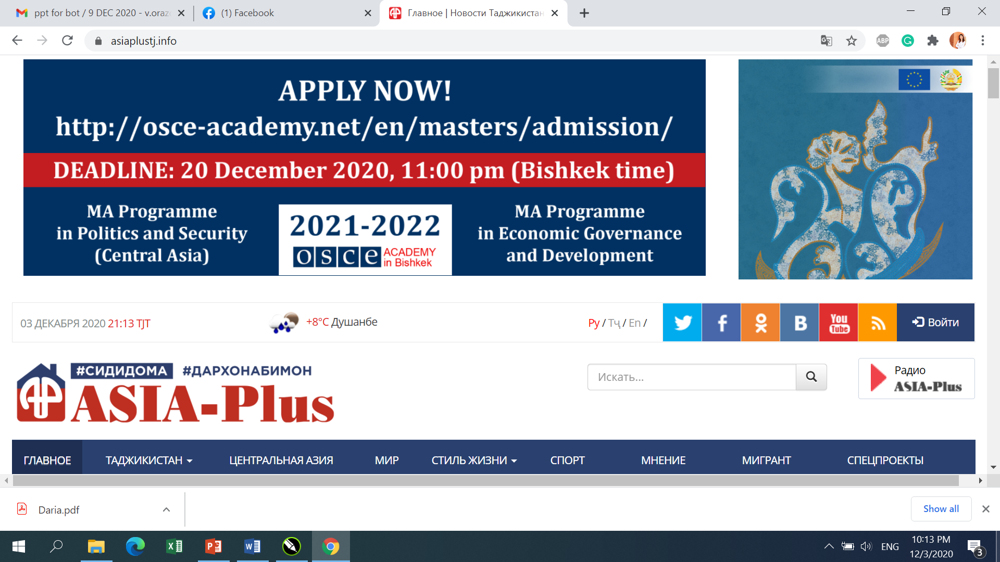 ppt for bot / 9 DEC 2020 - v.oraz
(1) Facebook
Главное | Новости Таджикистан
asiaplustj.info
ABP
APPLY NOW!
http://osce-academy.net/en/masters/admission/
DEADLINE: 20 December 2020, 11:00 pm (Bishkek time)
MA Programme
in Politics and Security
(Central Asia)
2021-2022
osce ACADEMY
in Bishkek
MA Programme
in Economic Governance
and Development
03 ДЕКАБРЯ 2020 21:13 TJT
+8°C Душанбе
Ру / Тҷ / En /
You
Tube
Войти
#СИДИДОМА #ДАРХОНАБИМОН
ASIA-Plus
Искать...
Радио
ASIA-Plus
ГЛАВНОЕ ТАДЖИКИСТАН ЦЕНТРАЛЬНАЯ АЗИЯ МИР СТИЛЬ ЖИЗНИ СПОРТ МНЕНИЕ МИГРАНТ СПЕЦПРОЕКТЫ
Daria.pdf
Show all
ENG
10:13 PM
12/3/2020
3